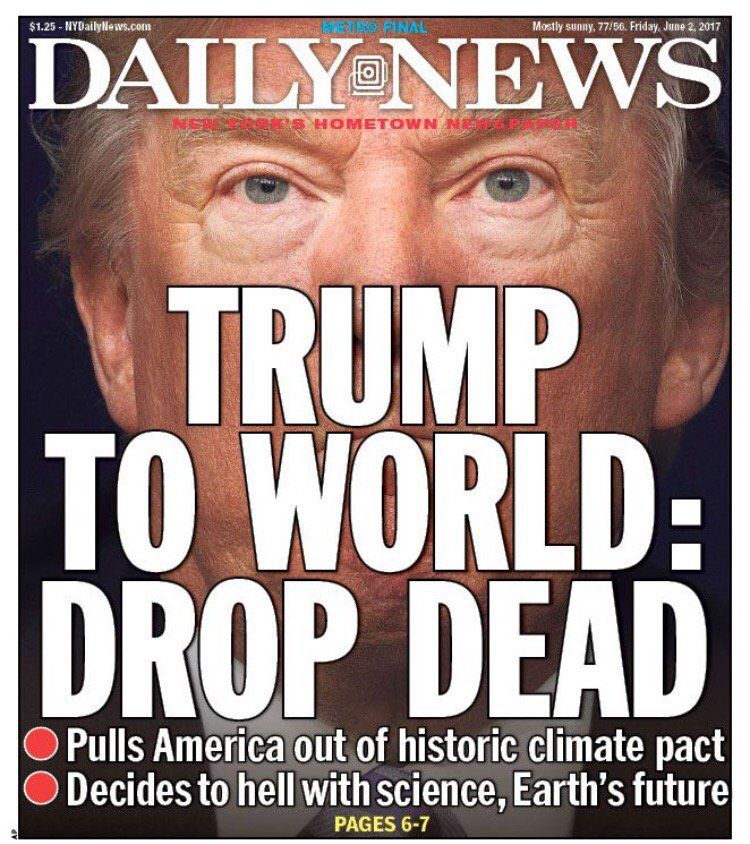 $1.25 - NYDailyNews.com
METRO FINAL
Mostly sunny, 77/56. Friday, June 2, 2017
DAILY NEWS
NEW YORK'S HOMETOWN NEWSPAPER
TRUMP
TO WORLD:
DROP DEAD
Pulls America out of historic climate pact
Decides to hell with science, Earth's future
PAGES 6-7
AP